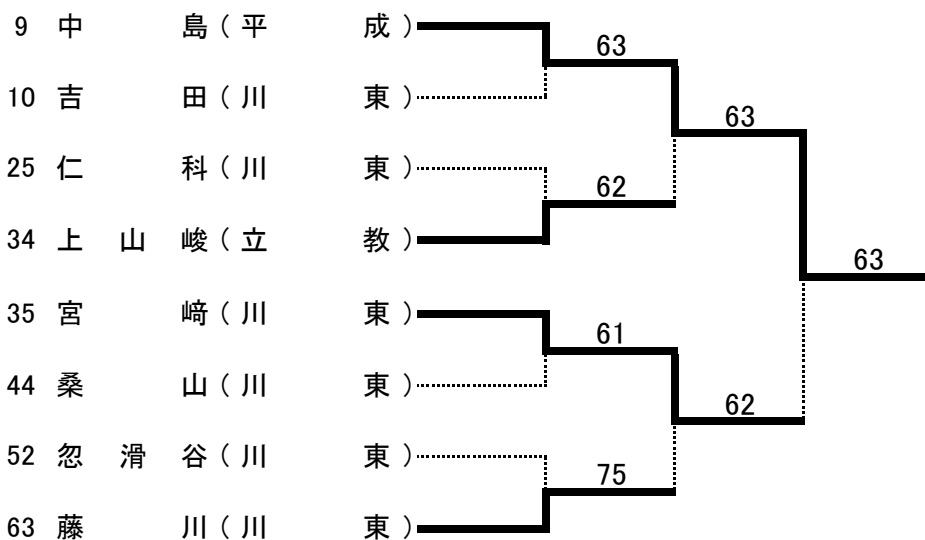 9 中 島 ( 平 成 )
63
10 吉 田 ( 川 東 )
63
25 仁 科 ( 川 東 )
62
34 上 山 峻 ( 立 教 )
63
35 宮 﨑 ( 川 東 )
61
44 桑 山 ( 川 東 )
62
52 忽 滑 谷 ( 川 東 )
75
63 藤 川 ( 川 東 )